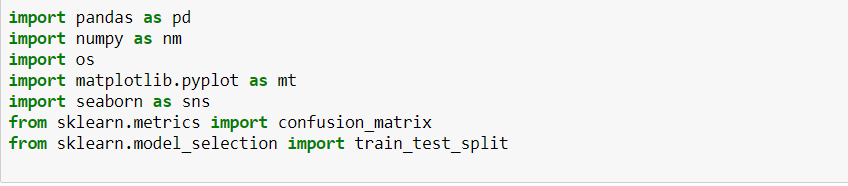 import pandas as pd
import numpy as nm
import os
import matplotlib.pyplot as mt
import seaborn as sns
from sklearn.metrics import confusion_matrix
from sklearn.model_selection import train_test_split